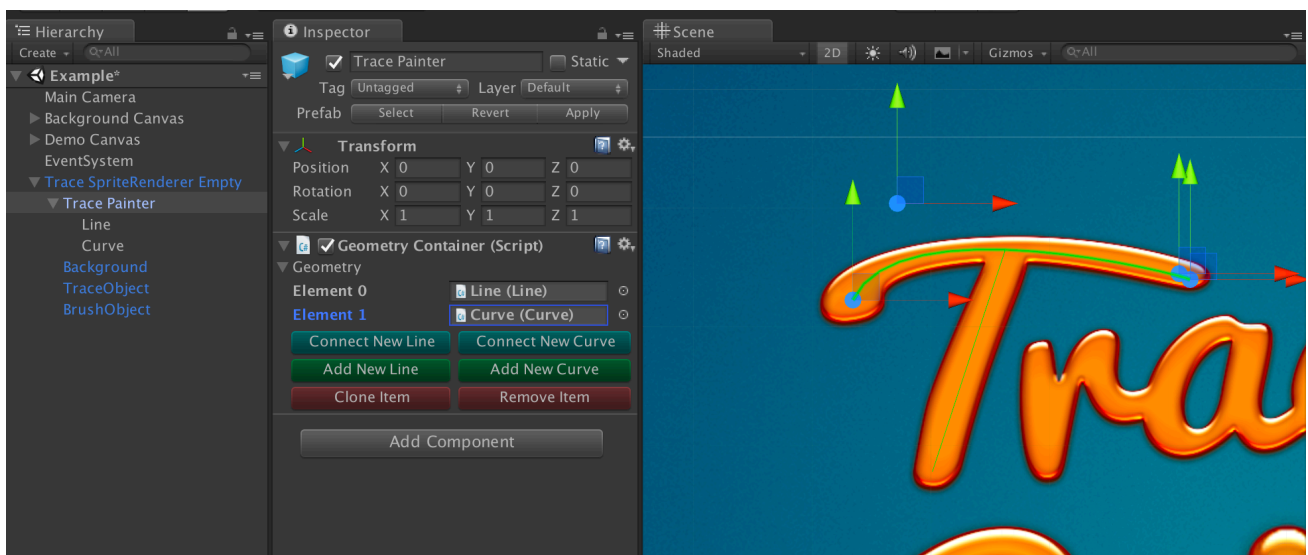 Hierarchy
Create
All
Example*
Main Camera
Background Canvas
Demo Canvas
EventSystem
Trace SpriteRenderer Empty
Trace Painter
Line
Curve
Background
TraceObject
BrushObject
Inspector
Trace Painter
Static
Tag Untagged Layer Default
Prefab Select Revert Apply
Transform
Position X 0 Y 0 Z 0
Rotation X 0 Y 0 Z 0
Scale X 1 Y 1 Z 1
Geometry Container (Script)
Geometry
Element 0 Line (Line)
Element 1 Curve (Curve)
Connect New Line Connect New Curve
Add New Line Add New Curve
Clone Item Remove Item
Add Component
Scene
Shaded 2D Gizmos All
Tra